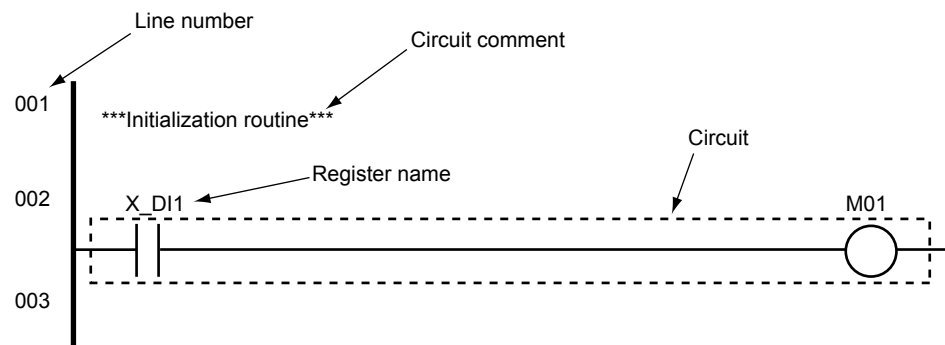 Line number
Circuit comment
001
***Initialization routine***
Circuit
Register name
002
X_DI1
M01
003